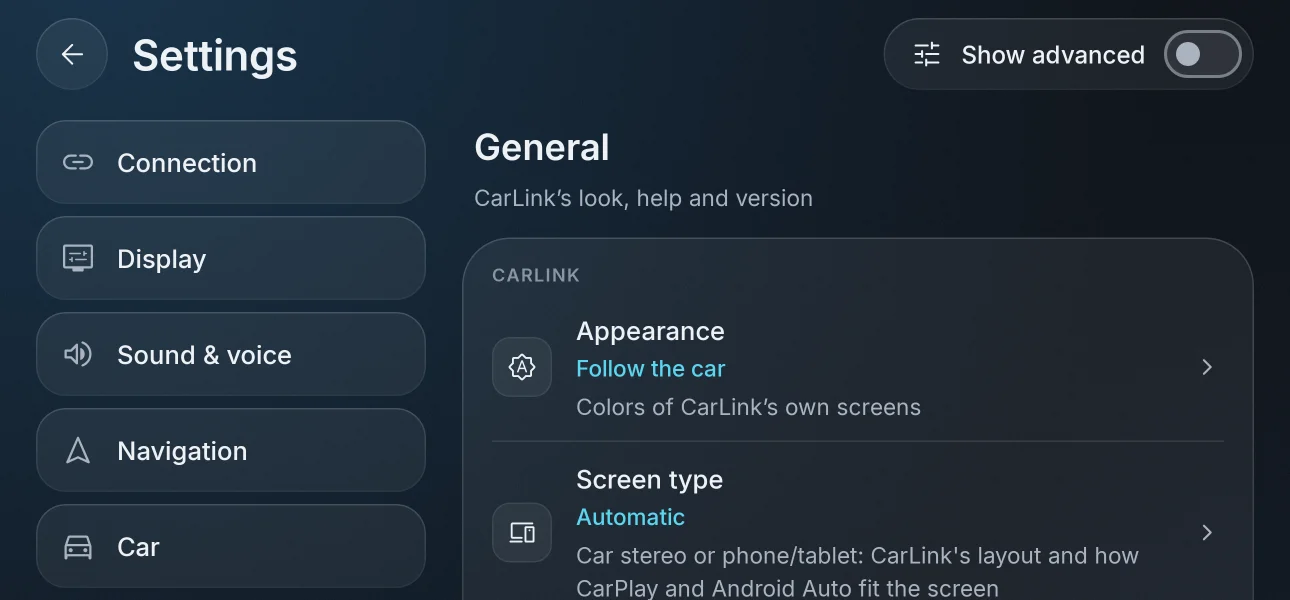 Settings
Show advanced
Connection
Display
Sound & voice
Navigation
Car
General
CarLink’s look, help and version
CARLINK
Appearance
Follow the car
Colors of CarLink’s own screens
Screen type
Automatic
Car stereo or phone/tablet: CarLink's layout and how
CarPlay and Android Auto fit the screen